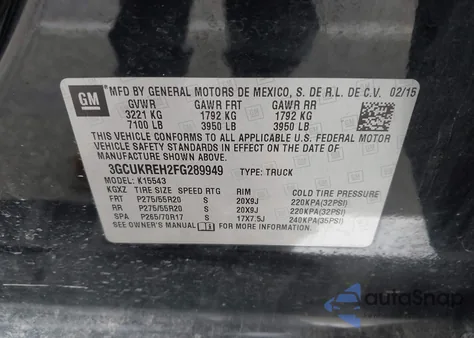 GM
MFD BY GENERAL MOTORS DE MEXICO, S. DE R.L. DE C.V. 02/15
GVWR GAWR FRT GAWR RR
3221 KG 1792 KG 1792 KG
7100 LB 3950 LB 3950 LB
THIS VEHICLE CONFORMS TO ALL APPLICABLE U.S. FEDERAL MOTOR
VEHICLE SAFETY STANDARDS IN EFFECT ON THE DATE OF
MANUFACTURE SHOWN ABOVE.
3GCUKREH2FG289949 TYPE: TRUCK
MODEL: K15543
KGXZ TIRE SIZE SPEED RTG RIM COLD TIRE PRESSURE
FRT P275/55R20 S 20X9J 220KPA(32PSI)
RR P275/55R20 S 20X9J 220KPA(32PSI)
SPA P265/70R17 S 17X7.5J 240KPA(35PSI)
SEE OWNER'S MANUAL FOR MORE INFORMATION.
autoSnap